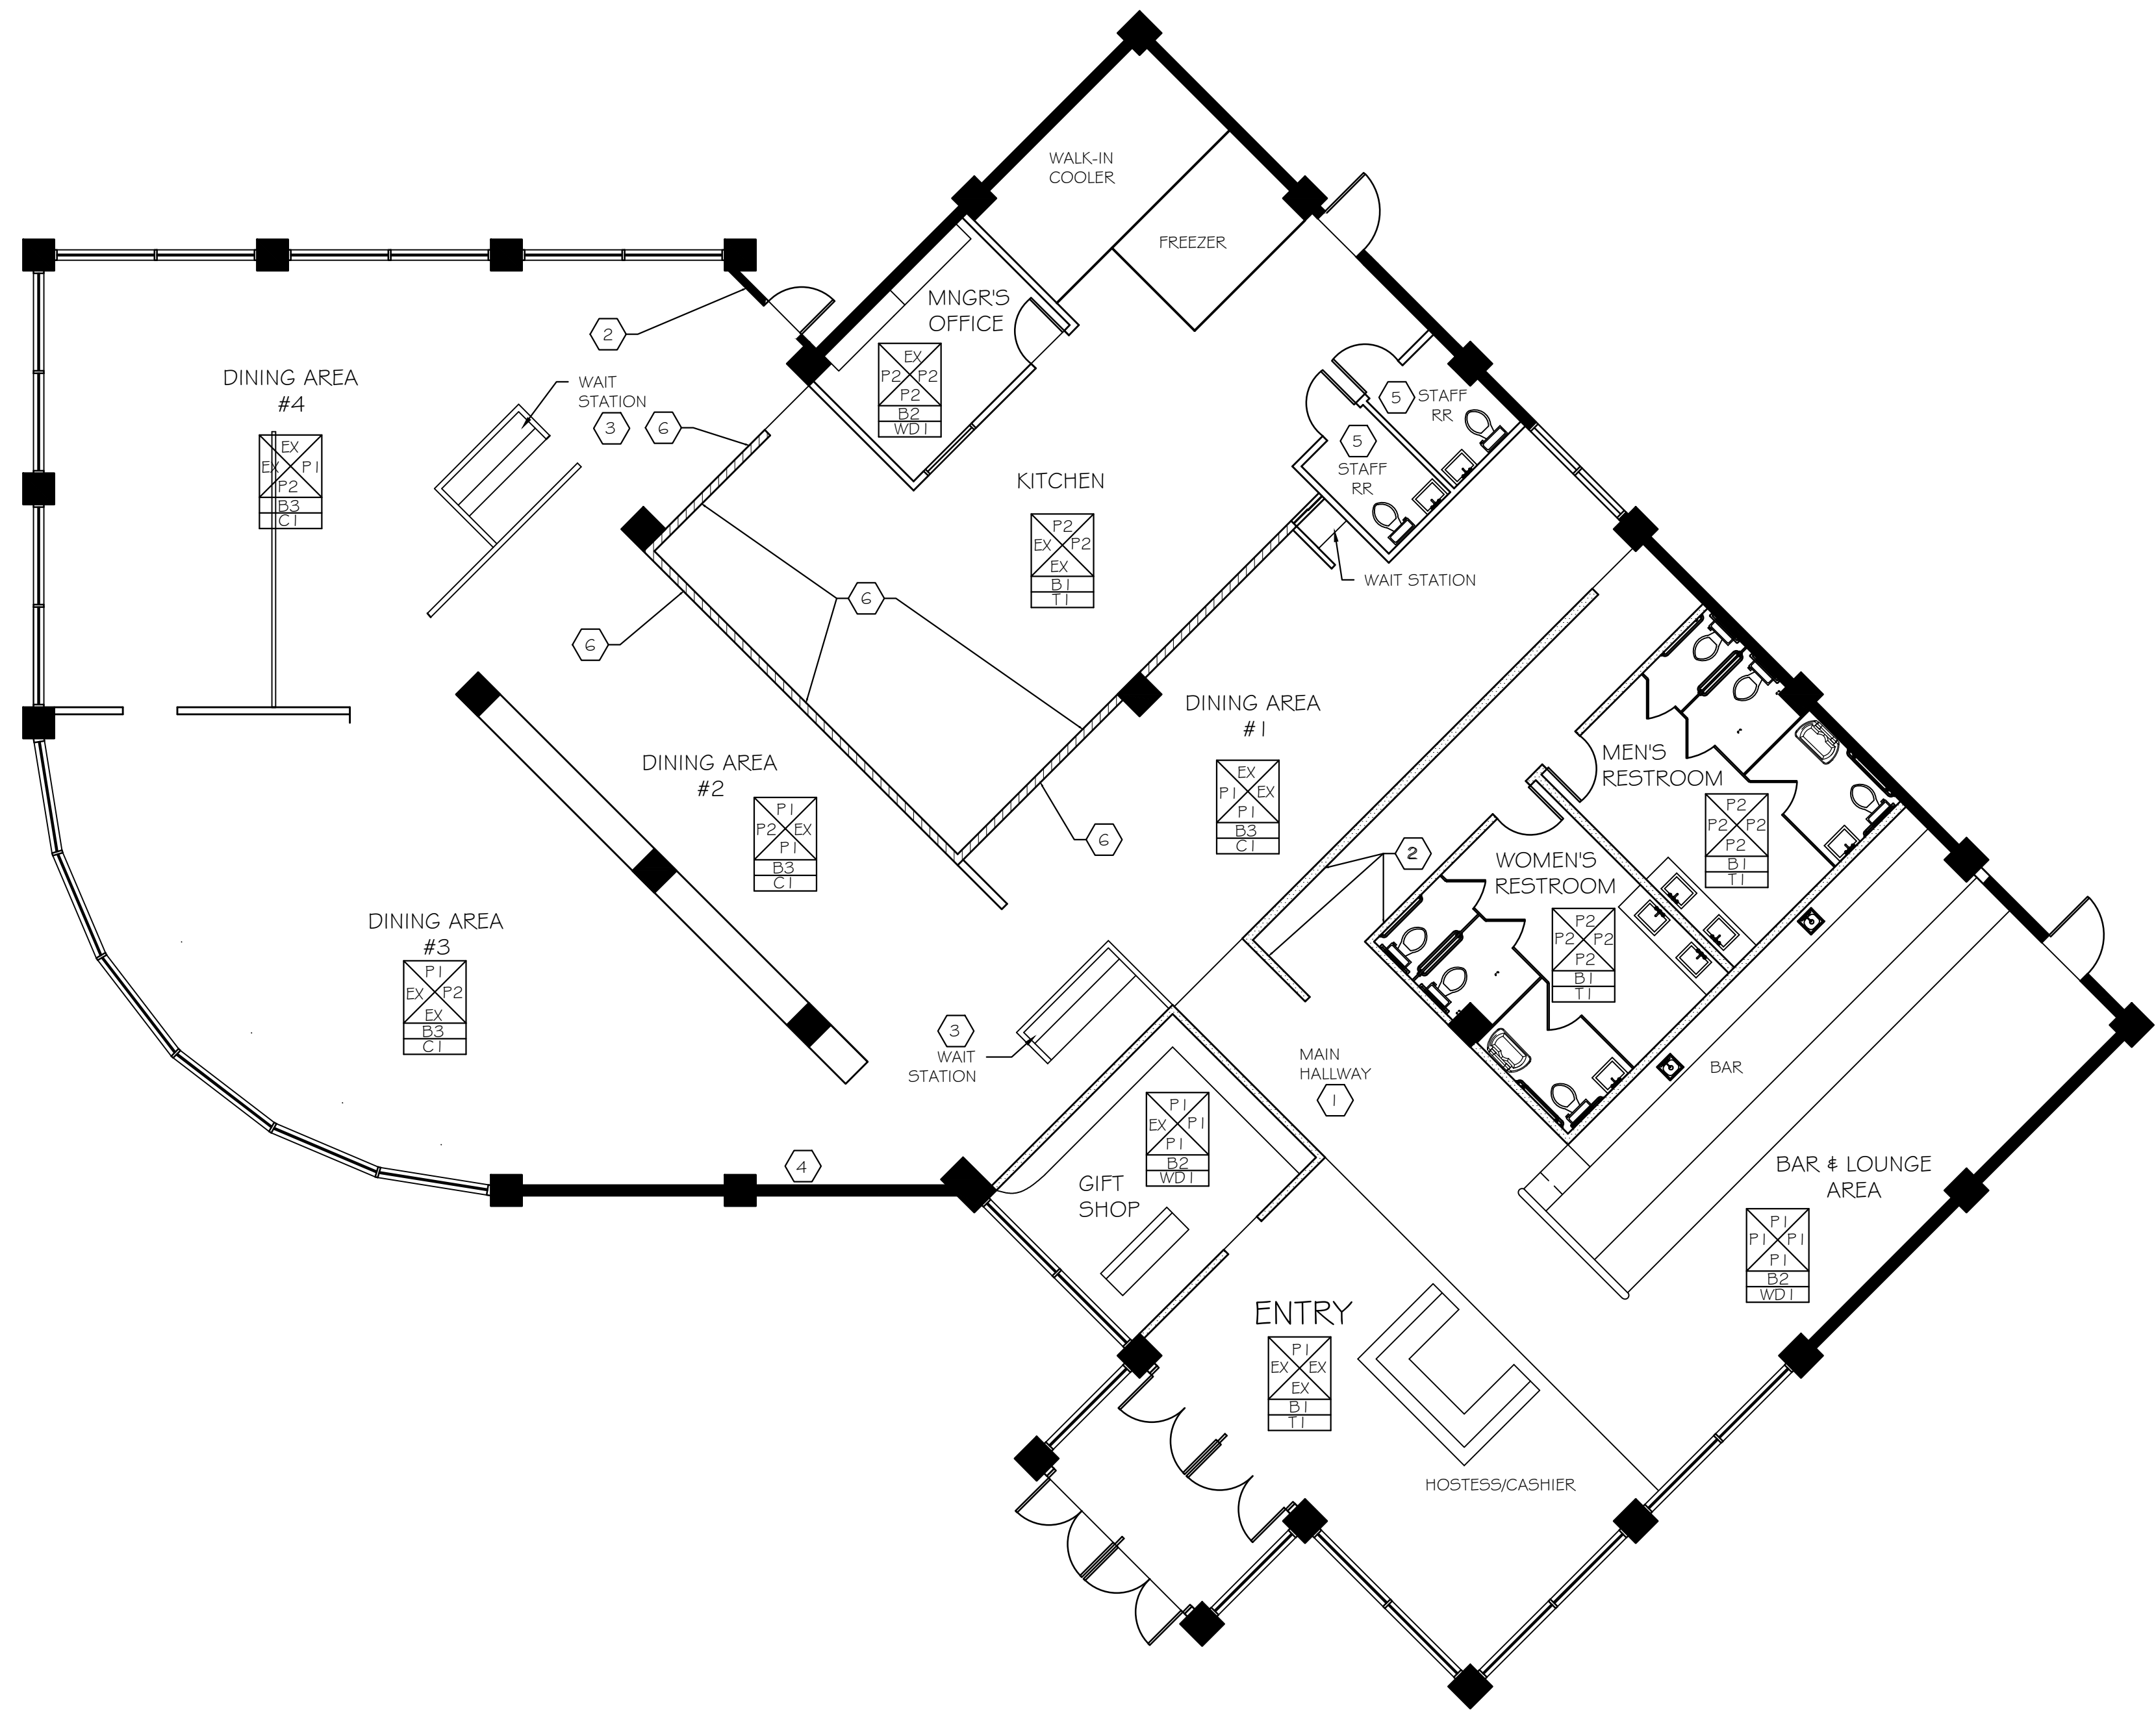 WALK-IN
COOLER
FREEZER
MNGR'S
OFFICE
EX
P2 P2
P2
B2
WD1
2
DINING AREA
#4
EX
EX P1
P2
B3
C1
WAIT
STATION
3
6
5
STAFF
RR
5
STAFF
RR
KITCHEN
P2
EX P2
EX
B1
T1
WAIT STATION
6
6
DINING AREA
#1
EX
P1 EX
P1
B3
C1
6
DINING AREA
#2
P1
P2 EX
P1
B3
C1
MEN'S
RESTROOM
P2
P2 P2
P2
B1
T1
2
WOMEN'S
RESTROOM
P2
P2 P2
P2
B1
T1
DINING AREA
#3
P1
EX P2
EX
B3
C1
3
WAIT
STATION
MAIN
HALLWAY
1
BAR
P1
EX P1
P1
B2
WD1
GIFT
SHOP
4
BAR & LOUNGE
AREA
P1
P1 P1
P1
B2
WD1
ENTRY
P1
EX EX
EX
B1
T1
HOSTESS/CASHIER